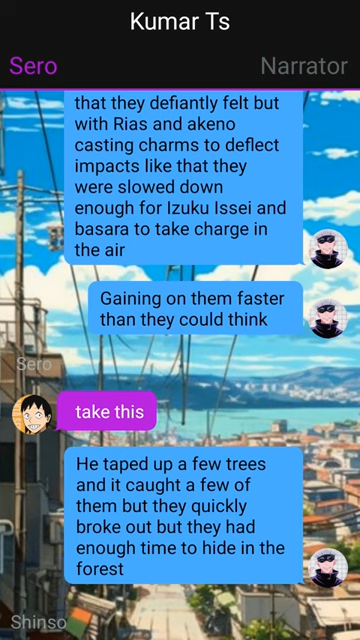 Kumar Ts
Sero
Narrator
that they defiantly felt but
with Rias and akeno
casting charms to deflect
impacts like that they
were slowed down
enough for Izuku Issei and
basara to take charge in
the air
Gaining on them faster
than they could think
Sero
take this
He taped up a few trees
and it caught a few of
them but they quickly
broke out but they had
enough time to hide in the
forest
Shinso